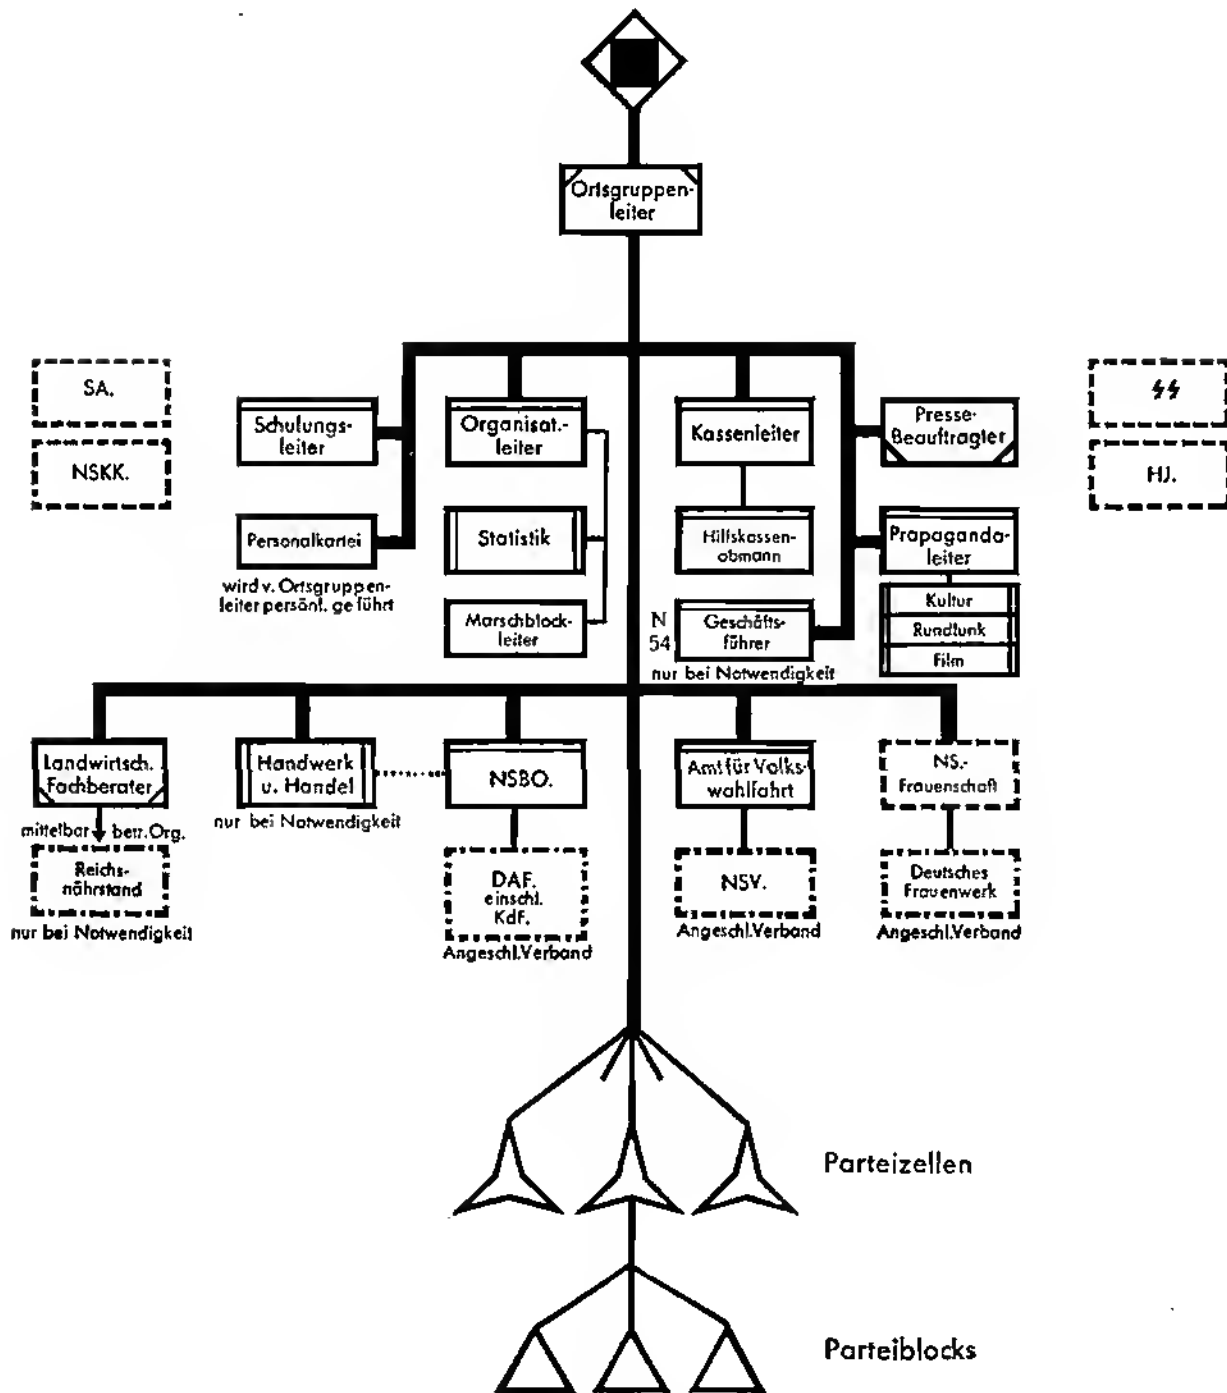 Ortsgruppen-
leiter
SA.
NSKK.
Schulungs-
leiter
Personalkartei
wird v. Ortsgruppen-
leiter persönl. geführt
Organisat.-
leiter
Statistik
Marschblock-
leiter
Kassenleiter
Hilfskassen-
obmann
N
54
Geschäfts-
führer
nur bei Notwendigkeit
Presse-
Beauftragter
Propaganda-
leiter
Kultur
Rundfunk
Film
ϟϟ
HJ.
Landwirtsch.
Fachberater
mittelbar betr. Org.
Reichs-
nährstand
nur bei Notwendigkeit
Handwerk
u. Handel
nur bei Notwendigkeit
NSBO.
DAF.
einschl.
KdF.
Angeschl. Verband
Amt für Volks-
wohlfahrt
NSV.
Angeschl. Verband
NS.-
Frauenschaft
Deutsches
Frauenwerk
Angeschl. Verband
Parteizellen
Parteiblocks